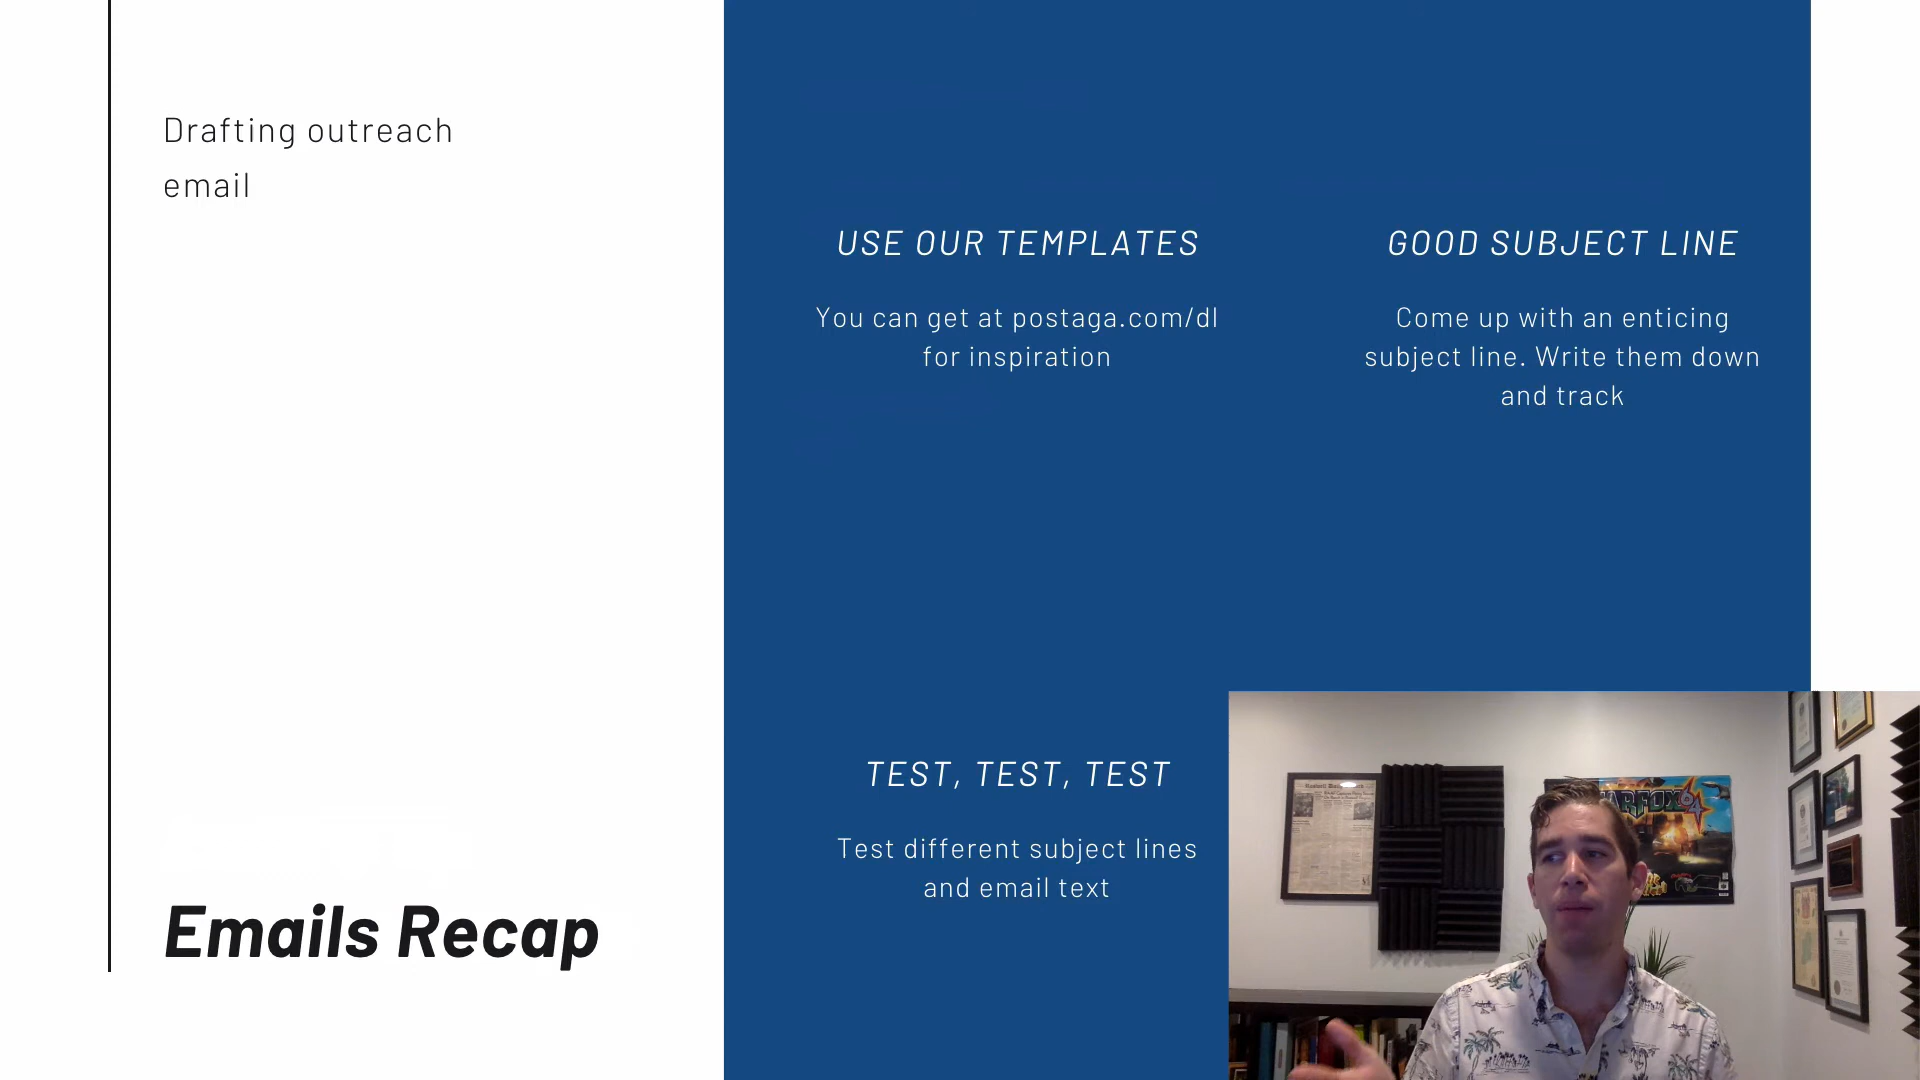 Drafting outreach
email
USE OUR TEMPLATES
You can get at postaga.com/dl
for inspiration
GOOD SUBJECT LINE
Come up with an enticing
subject line. Write them down
and track
TEST, TEST, TEST
Test different subject lines
and email text
Emails Recap